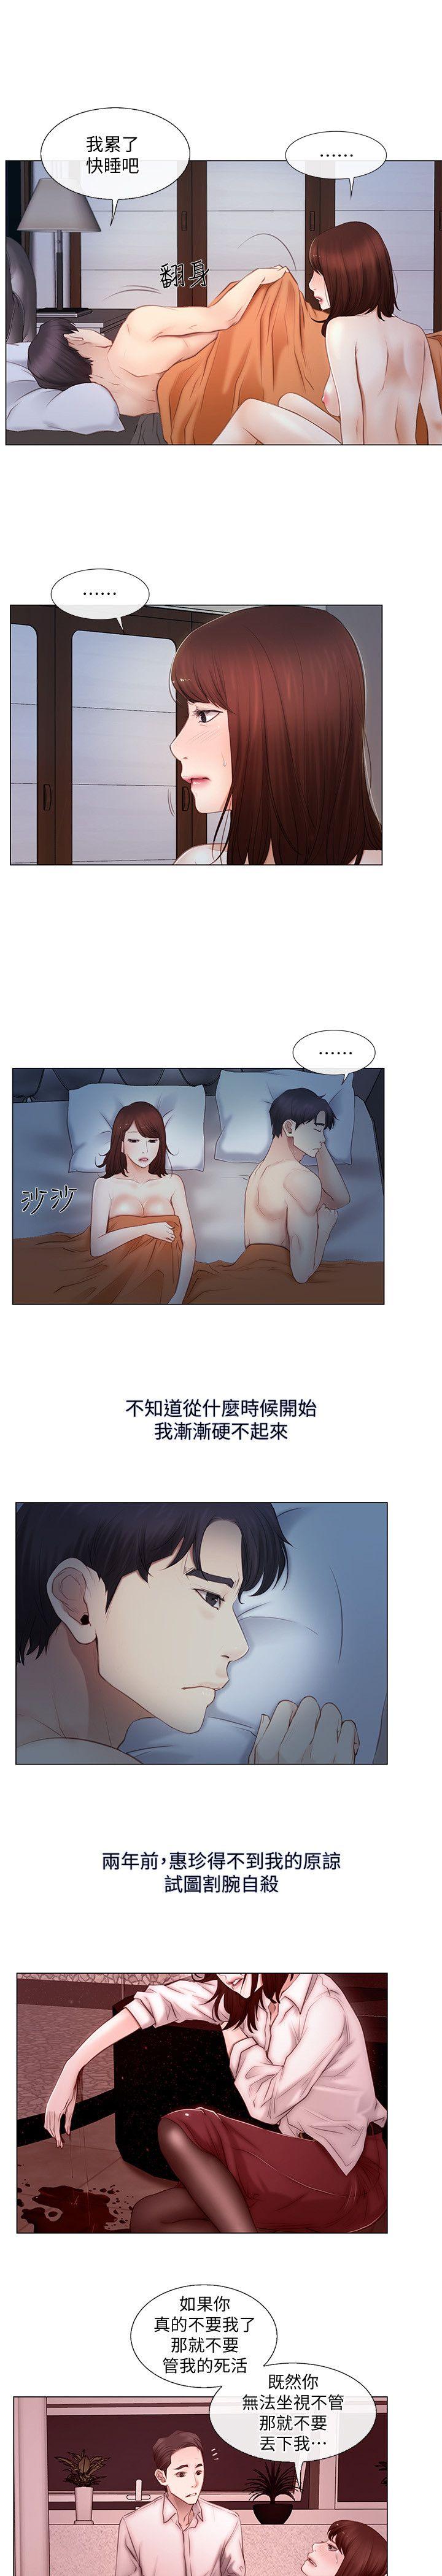 我累了
快睡吧
……
翻身
……
……
沙沙
不知道從什麼時候開始
我漸漸硬不起來
兩年前，惠珍得不到我的原諒
試圖割腕自殺
如果你
真的不要我了
那就不要
管我的死活
既然你
無法坐視不管
那就不要
丟下我…